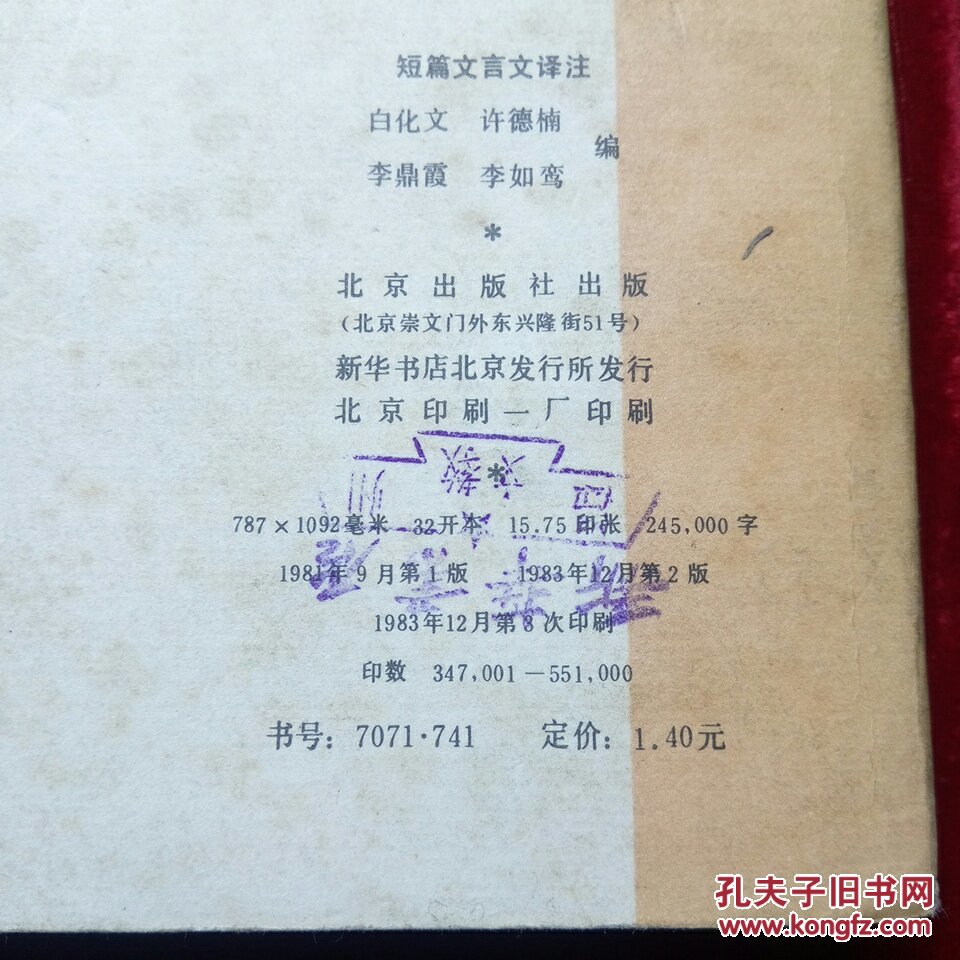 短篇文言文译注
白化文 许德楠
编
李鼎霞 李如鸾
*
北京出版社出版
(北京崇文门外东兴隆街51号)
新华书店北京发行所发行
北京印刷一厂印刷
*
787×1092毫米 32开本 15.75印张 245,000字
1981年9月第1版 1983年12月第2版
1983年12月第3次印刷
印数 347,001—551,000
书号:7071·741 定价:1.40元
孔夫子旧书网
www.kongfz.com